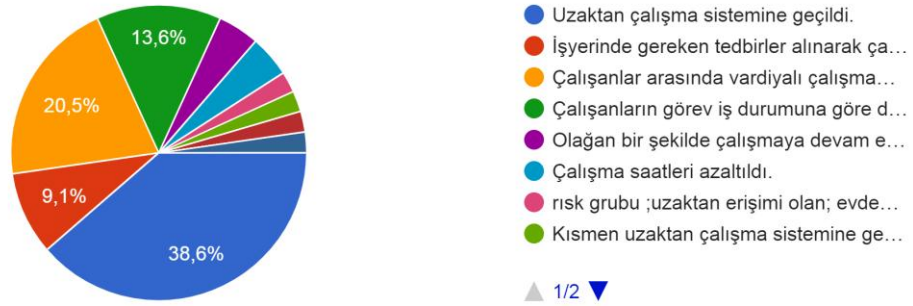 13,6%
20,5%
9,1%
38,6%
Uzaktan çalışma sistemine geçildi.
İşyerinde gereken tedbirler alınarak ça...
Çalışanlar arasında vardiyalı çalışma...
Çalışanların görev iş durumuna göre d...
Olağan bir şekilde çalışmaya devam e...
Çalışma saatleri azaltıldı.
rısk grubu ;uzaktan erişimi olan; evde...
Kısmen uzaktan çalışma sistemine ge...
1/2